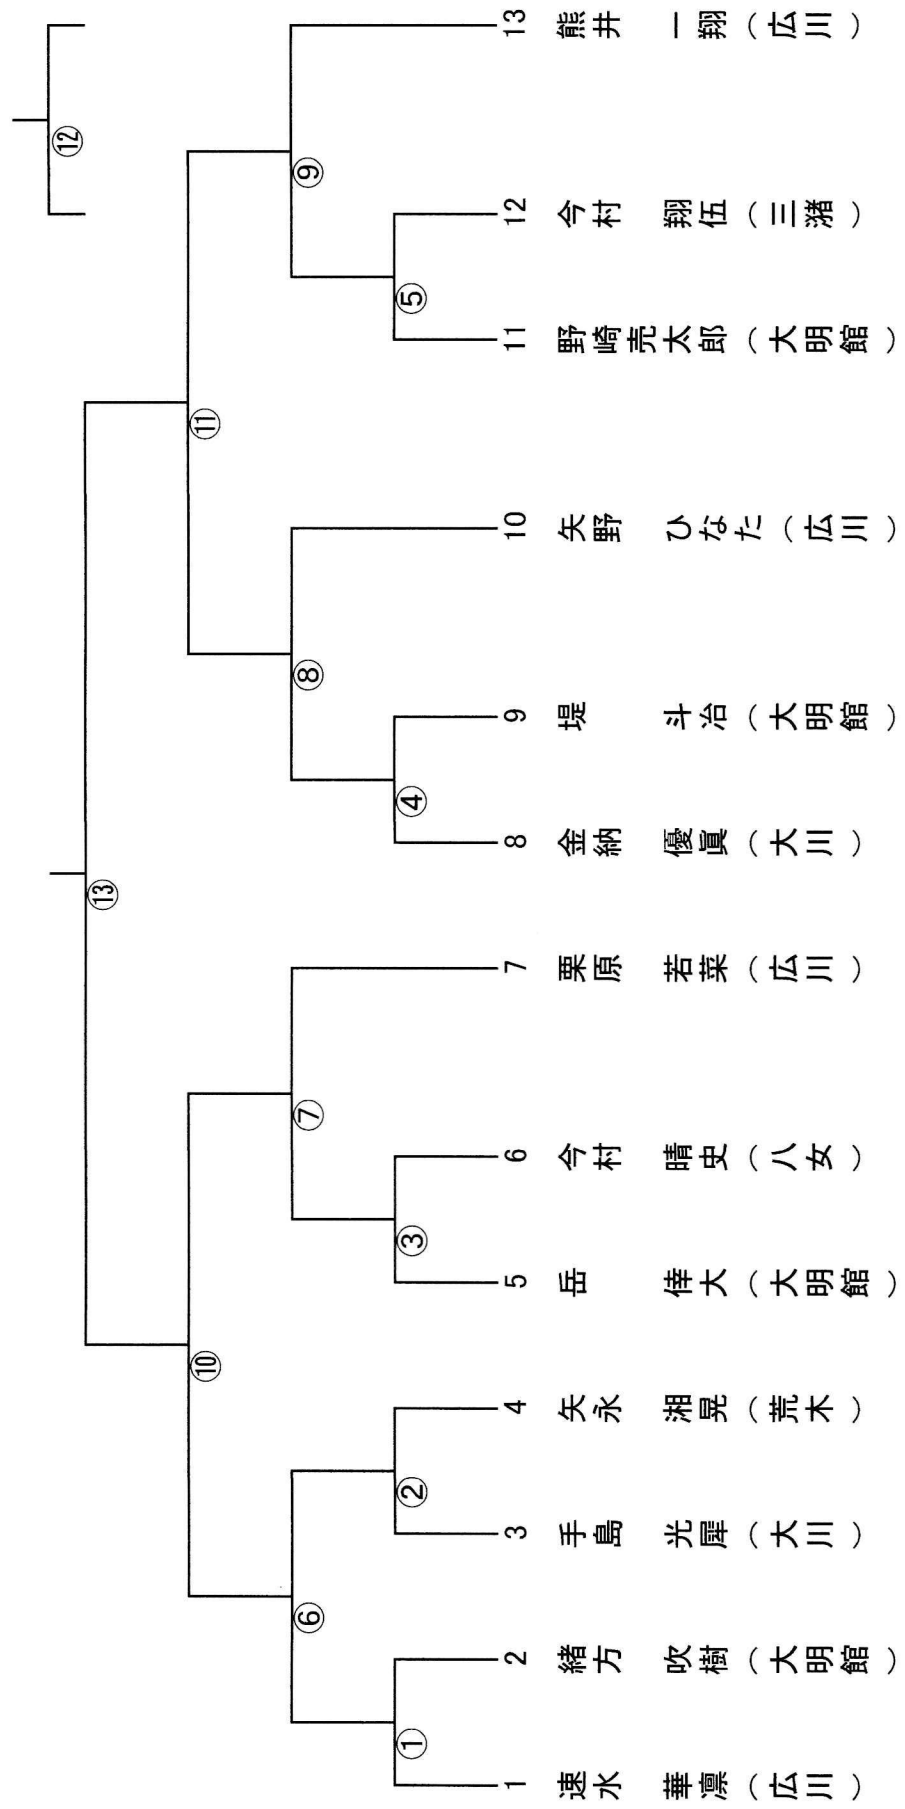 ⑬
⑫
⑩
⑪
⑥
⑦
⑧
⑨
①
②
③
④
⑤
1 速水 華凛（広川）
2 緒方 吹樹（大明館）
3 手島 光犀（大川）
4 矢永 湘晃（荒木）
5 岳 倖大（大明館）
6 今村 晴史（八女）
7 栗原 若菜（広川）
8 金納 優眞（大川）
9 堤 斗冶（大明館）
10 矢野 ひなた（広川）
11 野崎売太郎（大明館）
12 今村 翔伍（三潴）
13 熊井 一翔（広川）